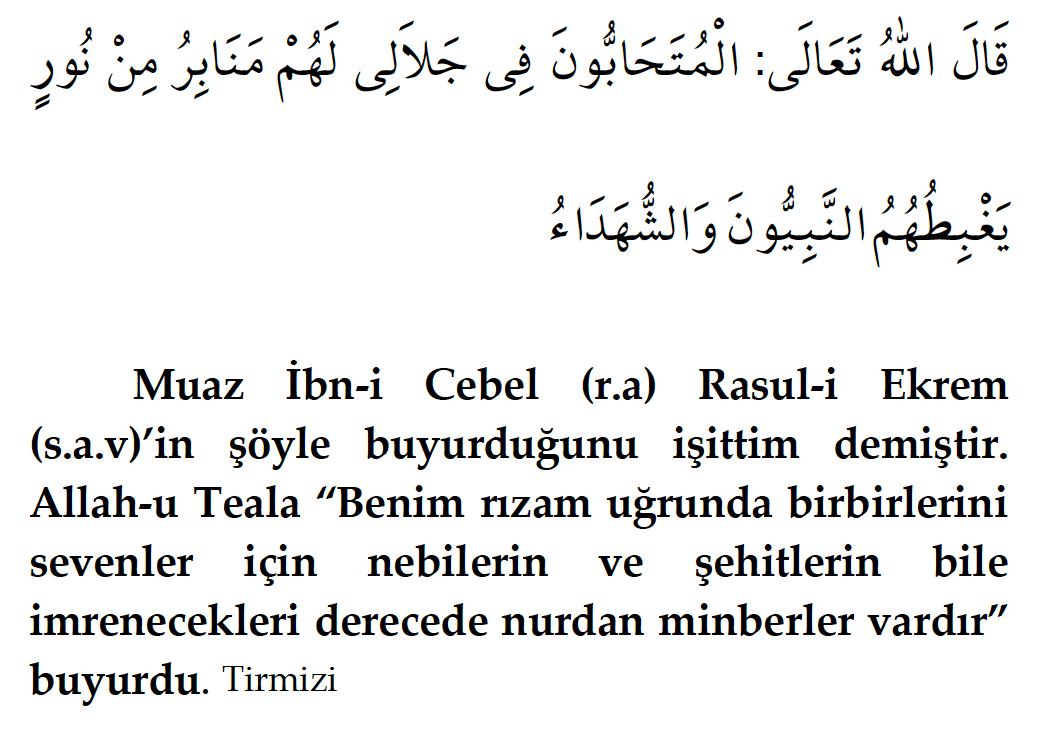 قَالَ اللهُ تَعَالَى: الْمُتَحَابُّونَ فِى جَلاَلِى لَهُمْ مَنَابِرُ مِنْ نُورٍ
يَغْبِطُهُمُ النَّبِيُّونَ وَالشُّهَدَاءُ
Muaz İbn-i Cebel (r.a) Rasul-i Ekrem
(s.a.v)’in şöyle buyurduğunu işittim demiştir.
Allah-u Teala “Benim rızam uğrunda birbirlerini
sevenler için nebilerin ve şehitlerin bile
imrenecekleri derecede nurdan minberler vardır”
buyurdu. Tirmizi